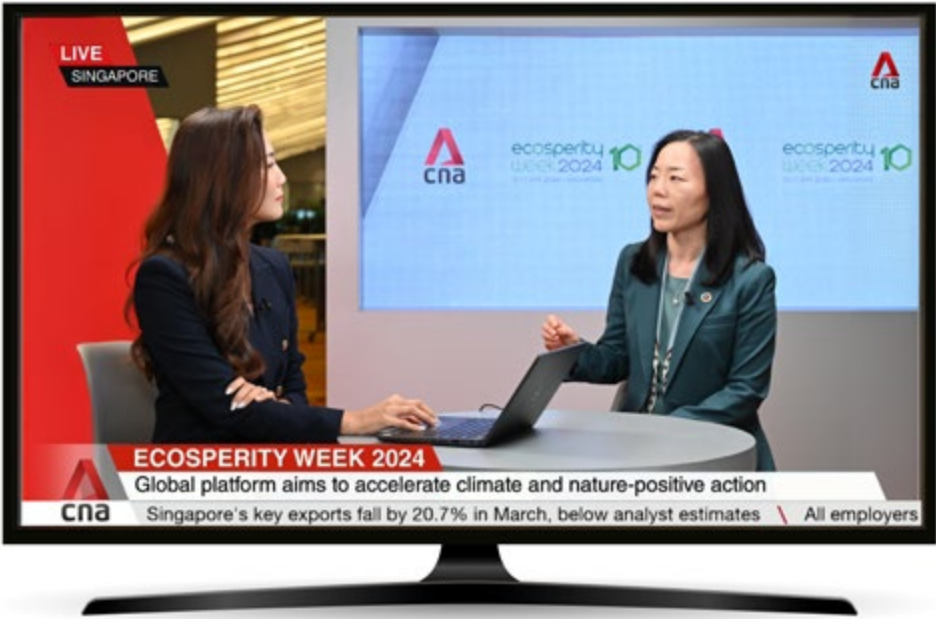 LIVE
SINGAPORE
cna
cna
ecosperity
week 2024 10
ecosperity
week 2024 10
ECOSPERITY WEEK 2024
Global platform aims to accelerate climate and nature-positive action
cna
Singapore's key exports fall by 20.7% in March, below analyst estimates \ All employers